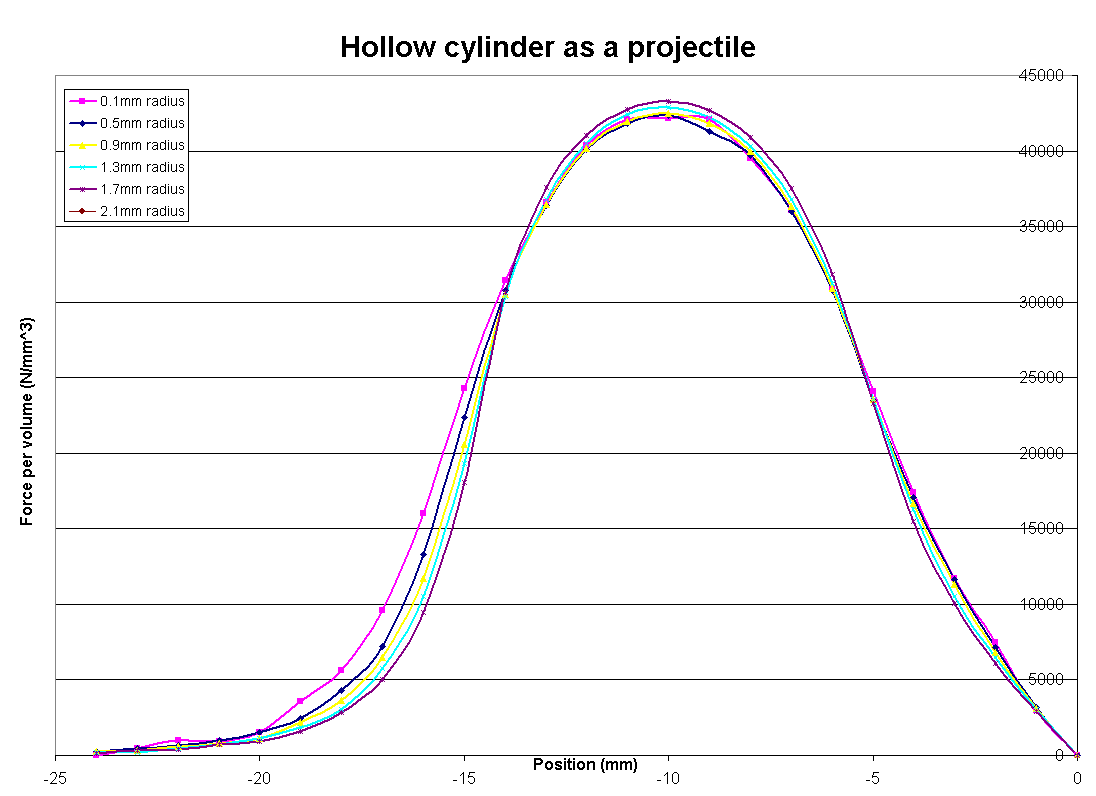 Hollow cylinder as a projectile
45000
0.1mm radius
0.5mm radius
0.9mm radius
1.3mm radius
1.7mm radius
2.1mm radius
40000
35000
30000
25000
20000
15000
10000
5000
0
Force per volume (N/mm^3)
Position (mm)
-25
-20
-15
-10
-5
0